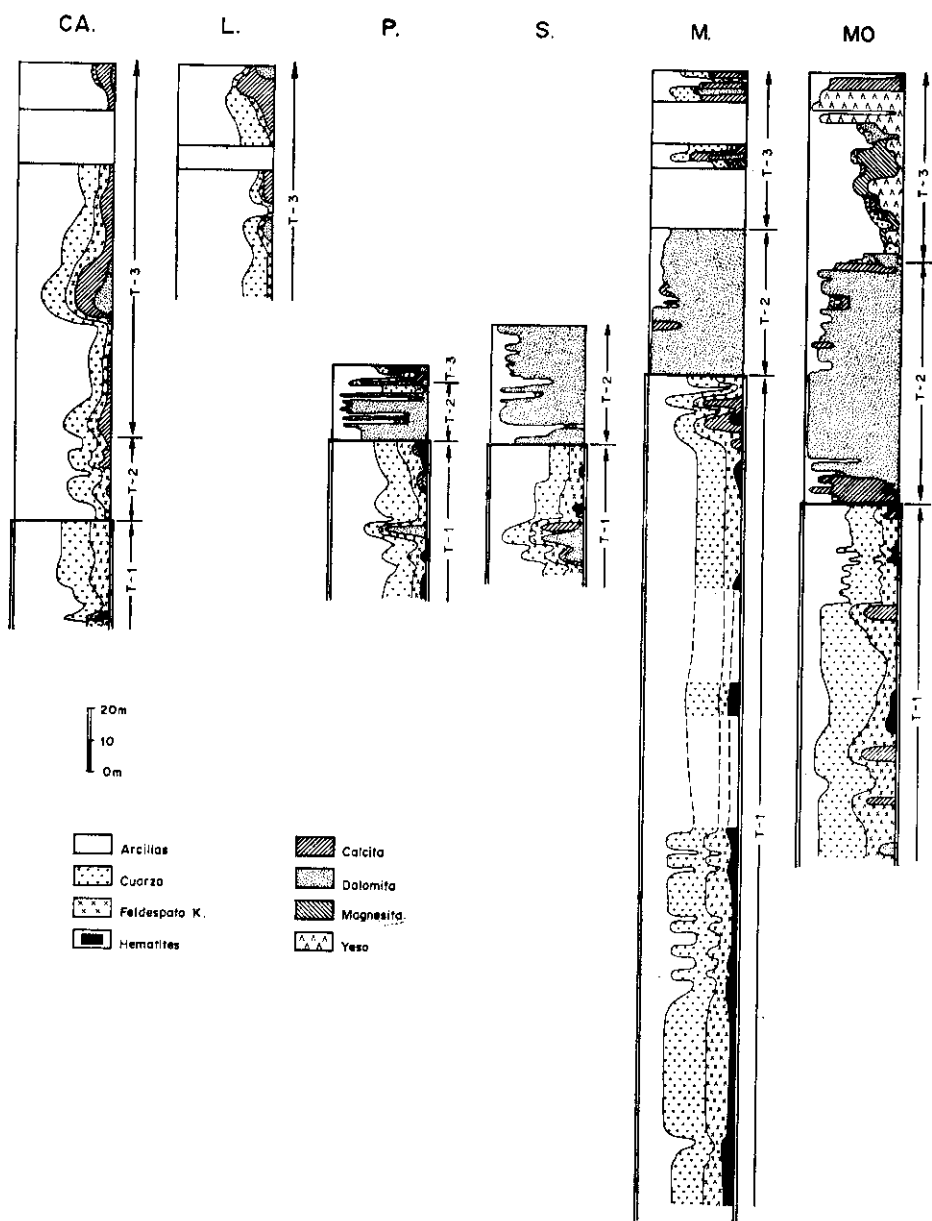 CA. L. P. S. M. MO
T-3
T-2
T-1
T-3
T-3
T-2
T-1
T-2
T-1
T-3
T-2
T-1
T-3
T-2
T-1
20m
10
0m
Arcillas
Cuarzo
Feldespato K.
Hematites
Calcita
Dolomita
Magnesita.
Yeso